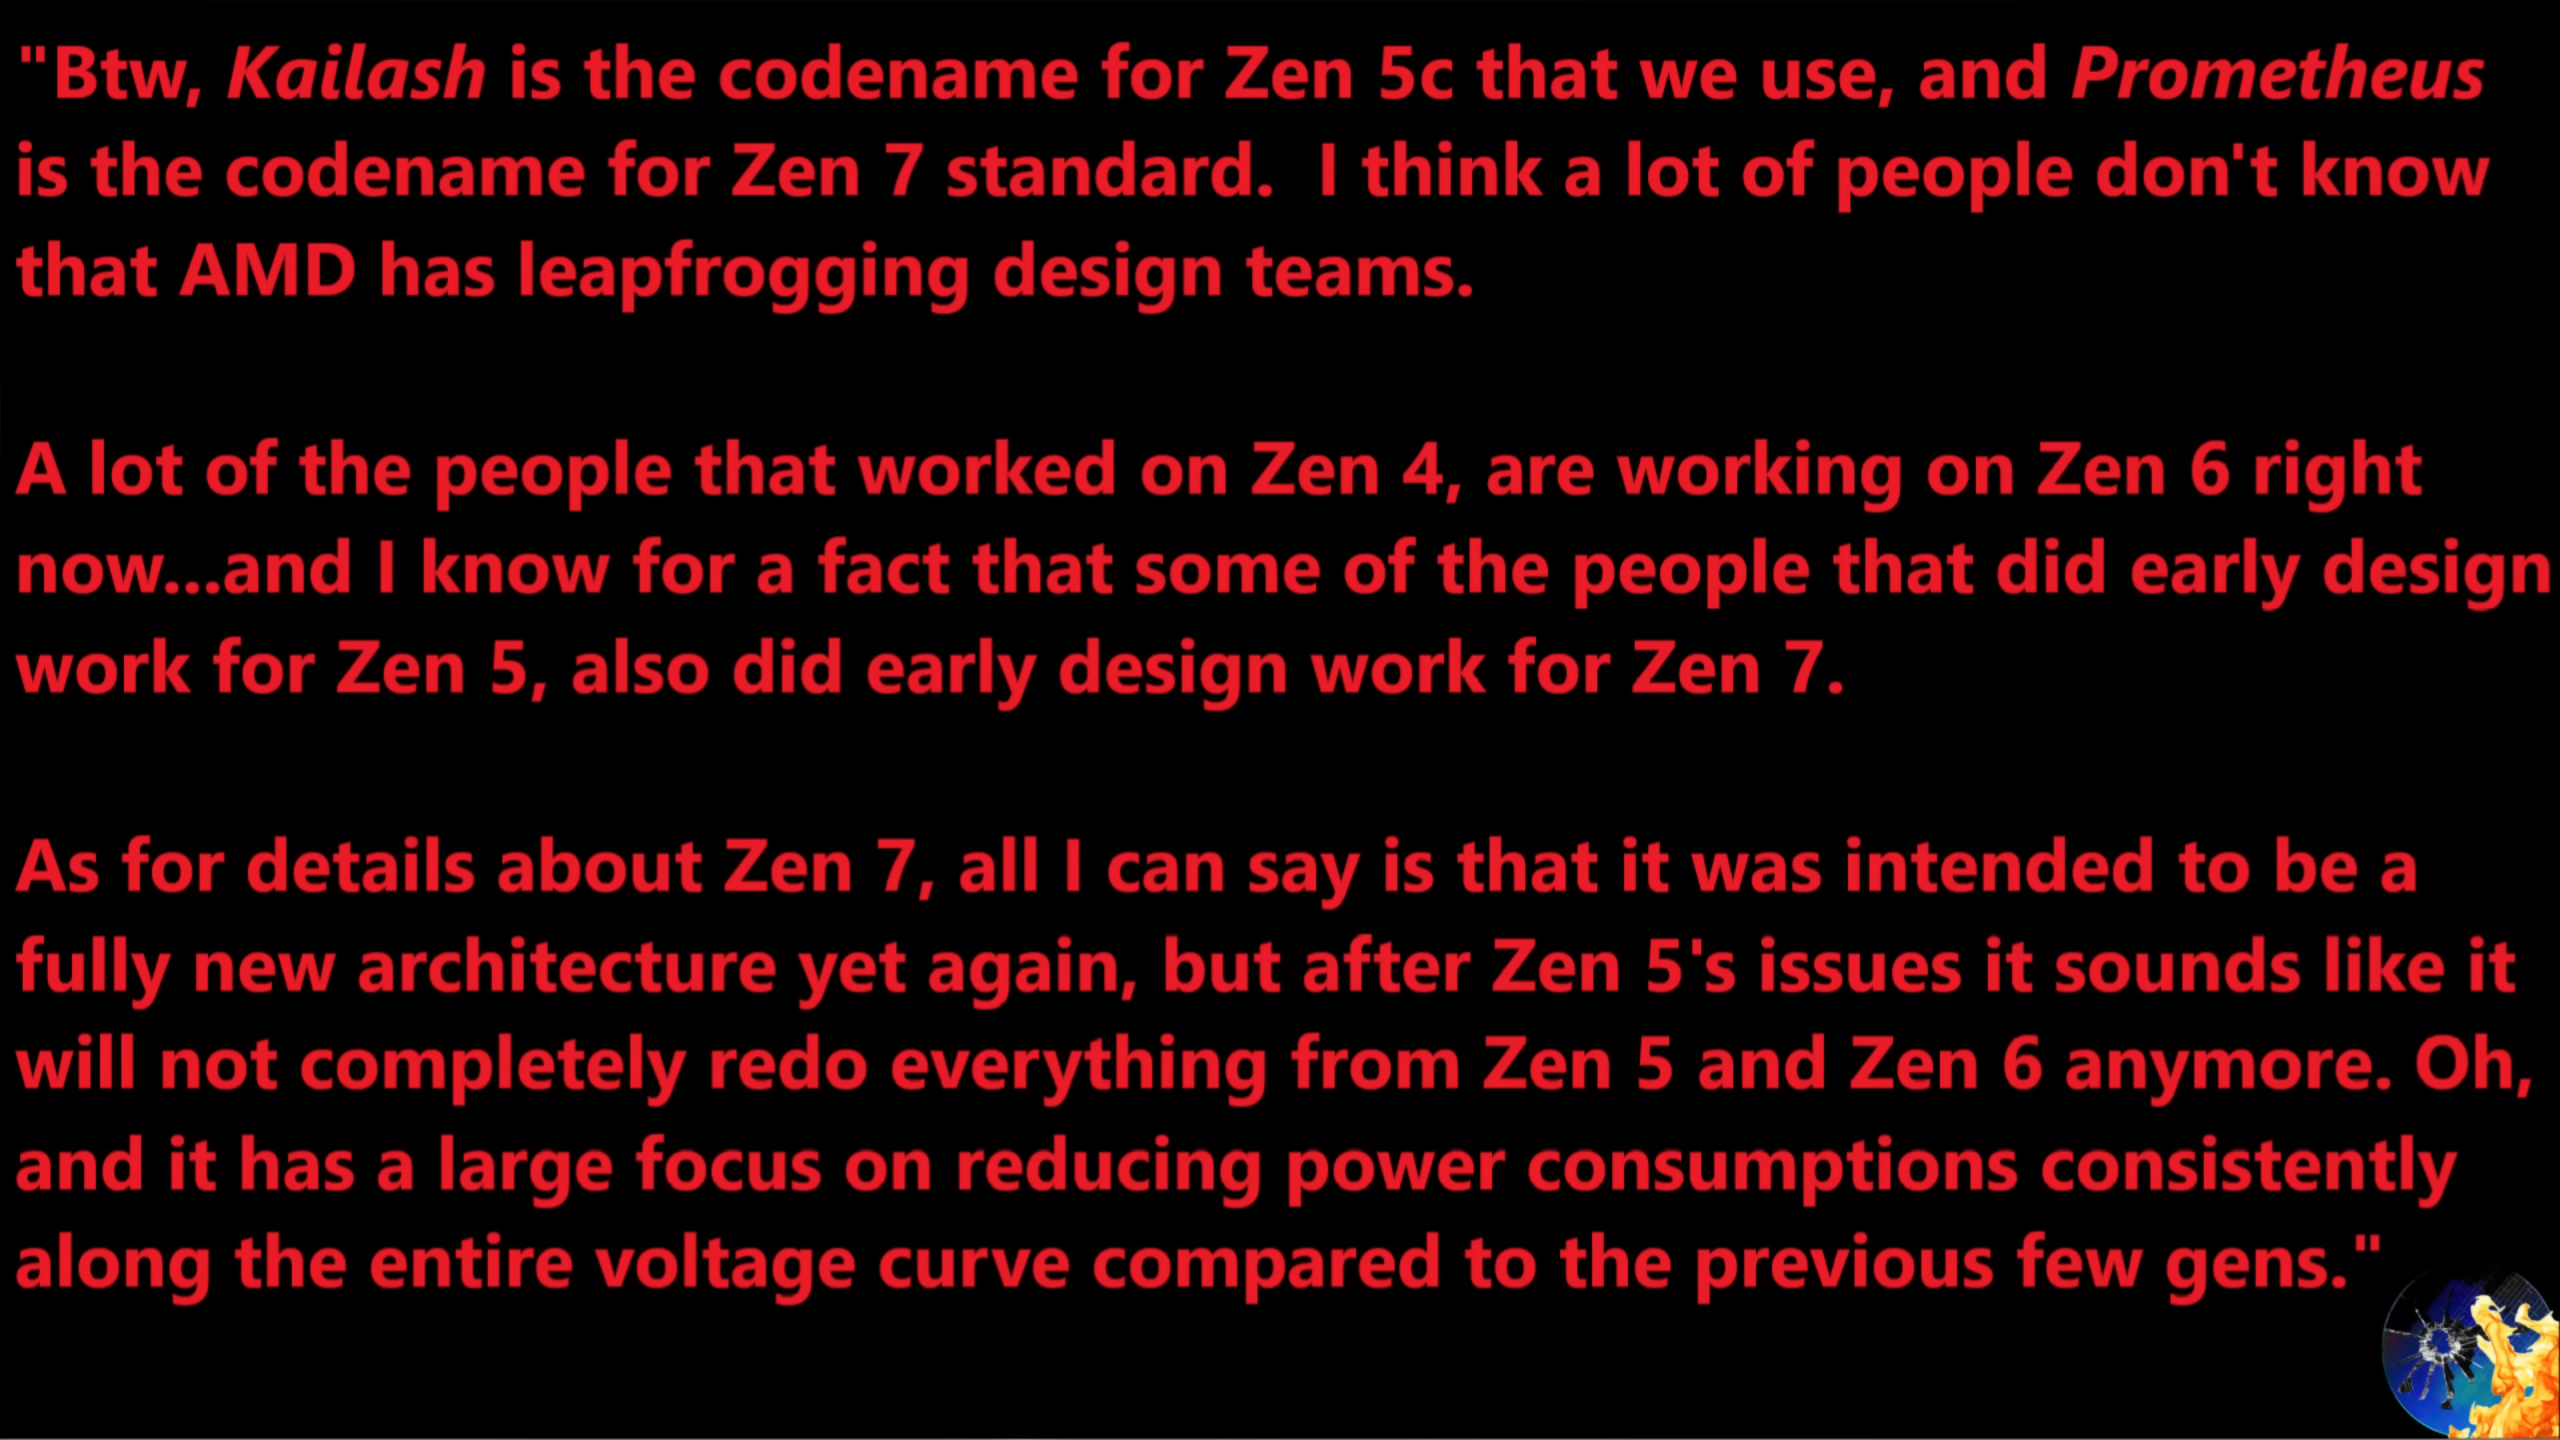 "Btw, Kailash is the codename for Zen 5c that we use, and Prometheus
is the codename for Zen 7 standard.  I think a lot of people don't know
that AMD has leapfrogging design teams.
A lot of the people that worked on Zen 4, are working on Zen 6 right
now...and I know for a fact that some of the people that did early design
work for Zen 5, also did early design work for Zen 7.
As for details about Zen 7, all I can say is that it was intended to be a
fully new architecture yet again, but after Zen 5's issues it sounds like it
will not completely redo everything from Zen 5 and Zen 6 anymore. Oh,
and it has a large focus on reducing power consumptions consistently
along the entire voltage curve compared to the previous few gens."